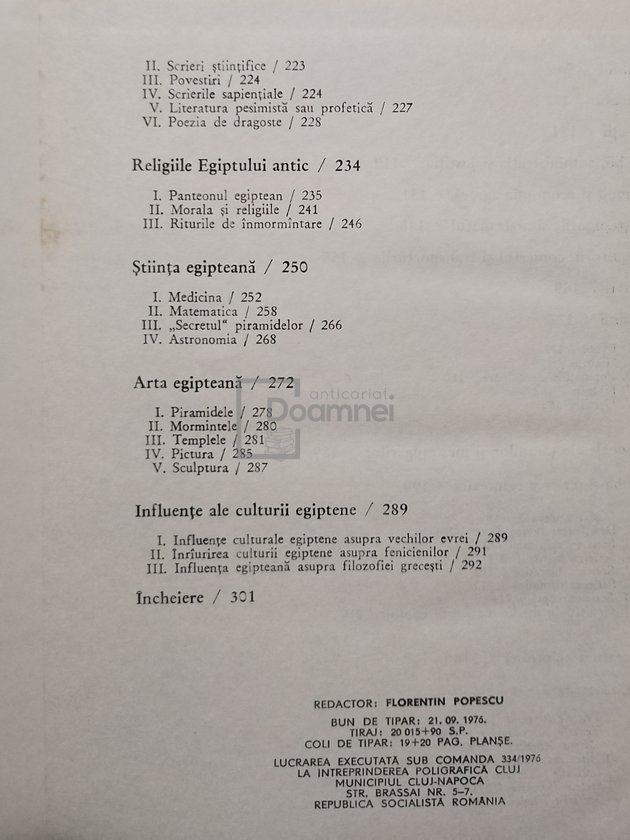 II. Scrieri științifice / 223
III. Povestiri / 224
IV. Scrierile sapiențiale / 224
V. Literatura pesimistă sau profetică / 227
VI. Poezia de dragoste / 228
Religiile Egiptului antic / 234
I. Panteonul egiptean / 235
II. Morala și religiile / 241
III. Riturile de înmormîntare / 246
Știința egipteană / 250
I. Medicina / 252
II. Matematica / 258
III. „Secretul“ piramidelor / 266
IV. Astronomia / 268
Arta egipteană / 272
anticariat
Doamnei
I. Piramidele / 278
II. Mormintele / 280
III. Templele / 281
IV. Pictura / 285
V. Sculptura / 287
Influențe ale culturii egiptene / 289
I. Influențe culturale egiptene asupra vechilor evrei / 289
II. Înrîurirea culturii egiptene asupra fenicienilor / 291
III. Influența egipteană asupra filozofiei grecești / 292
Încheiere / 301
REDACTOR: FLORENTIN POPESCU
BUN DE TIPAR: 21. 09. 1976.
TIRAJ: 20 015+90 S.P.
COLI DE TIPAR: 19+20 PAG. PLANȘE.
LUCRAREA EXECUTATĂ SUB COMANDA 334/1976
LA INTREPRINDEREA POLIGRAFICĂ CLUJ
MUNICIPIUL CLUJ-NAPOCA
STR. BRASSAI NR. 5-7.
REPUBLICA SOCIALISTĂ ROMÂNIA